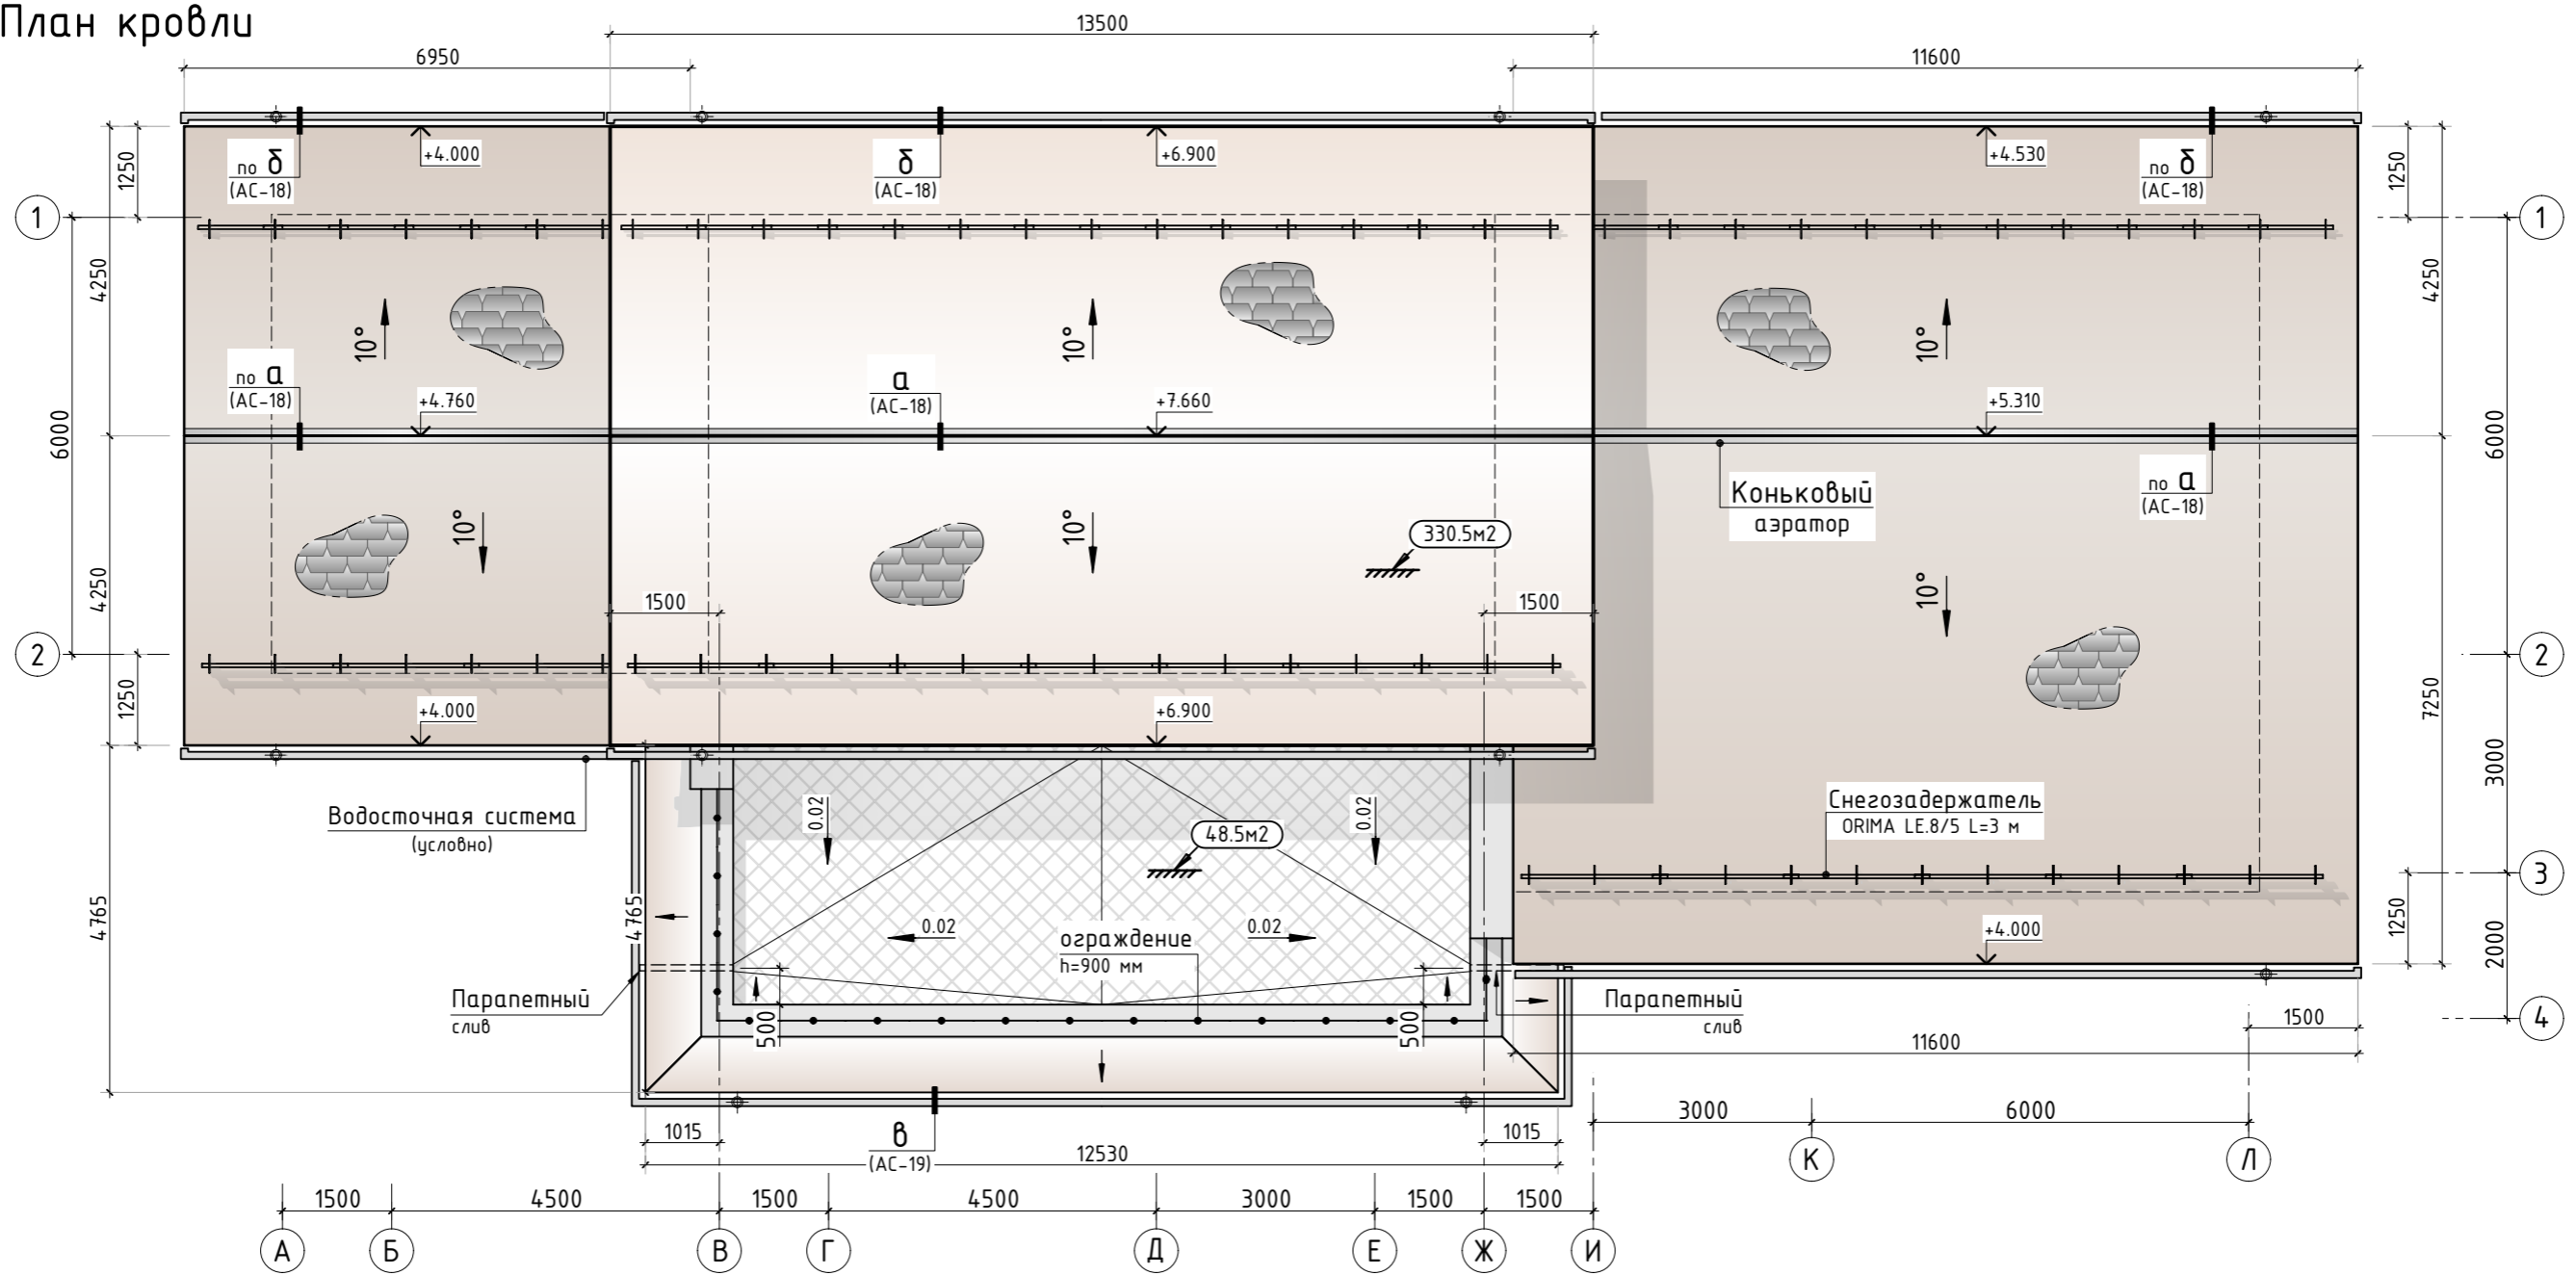 План кровли
13500
6950
11600
1250
по б
(АС-18)
+4.000
б
(АС-18)
+6.900
+4.530
по б
(АС-18)
1250
1
1
4250
10°
10°
10°
4250
по а
(АС-18)
+4.760
а
(АС-18)
+7.660
+5.310
6000
6000
Коньковый
аэратор
по а
(АС-18)
10°
10°
330.5м2
10°
4250
1500
1500
2
2
1250
+4.000
+6.900
7250
3000
Водосточная система
(условно)
0.02
48.5м2
0.02
Снегозадержатель
ORIMA LE.8/5 L=3 м
3
4765
4765
0.02
0.02
ограждение
h=900 мм
+4.000
1250
2000
Парапетный
слив
500
500
Парапетный
слив
1500
4
11600
1015
в
(АС-19)
12530
1015
3000
6000
К
Л
1500
4500
1500
4500
3000
1500
1500
А
Б
В
Г
Д
Е
Ж
И